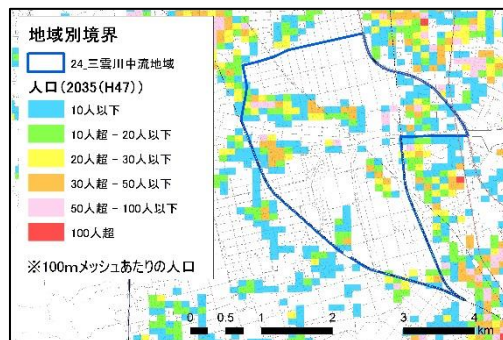 地域別境界
24_三雲川中流地域
人口(2035(H47))
10人以下
10人超 - 20人以下
20人超 - 30人以下
30人超 - 50人以下
50人超 - 100人以下
100人超
※100mメッシュあたりの人口
0 0.5 1 2 3 4
km